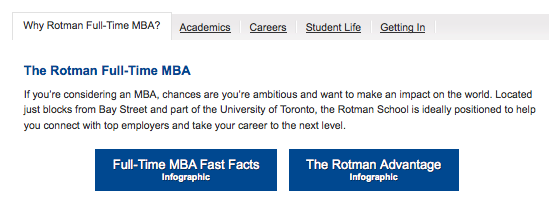 Why Rotman Full-Time MBA? Academics Careers Student Life Getting In
The Rotman Full-Time MBA
If you're considering an MBA, chances are you're ambitious and want to make an impact on the world. Located
just blocks from Bay Street and part of the University of Toronto, the Rotman School is ideally positioned to help
you connect with top employers and take your career to the next level.
Full-Time MBA Fast Facts
Infographic
The Rotman Advantage
Infographic